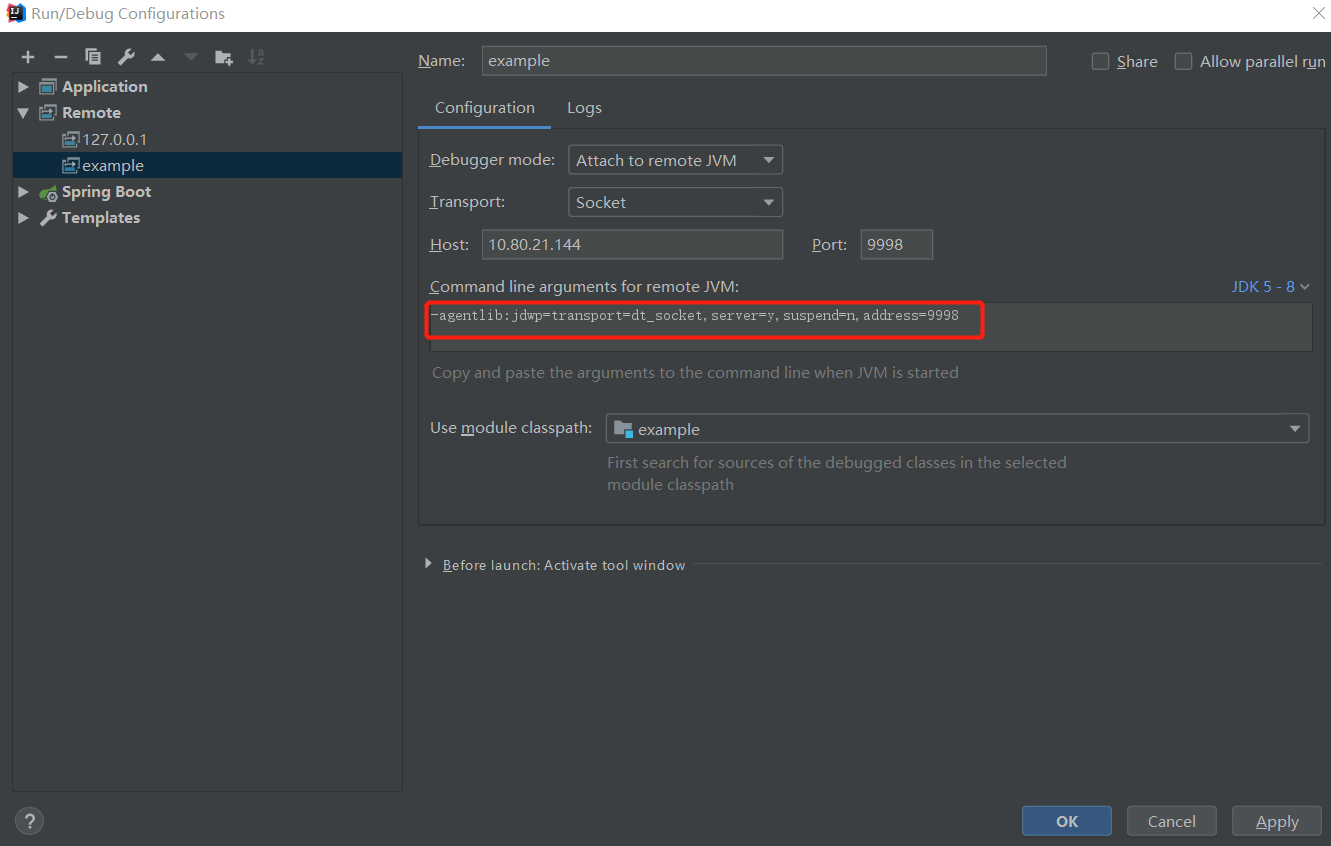 Run/Debug Configurations
Name: example
Share
Allow parallel run
Application
Remote
127.0.0.1
example
Spring Boot
Templates
Configuration
Logs
Debugger mode: Attach to remote JVM
Transport: Socket
Host: 10.80.21.144 Port: 9998
Command line arguments for remote JVM: JDK 5 - 8
-agentlib:jdwp=transport=dt_socket,server=y,suspend=n,address=9998
Copy and paste the arguments to the command line when JVM is started
Use module classpath: example
First search for sources of the debugged classes in the selected
module classpath
Before launch: Activate tool window
?
OK
Cancel
Apply